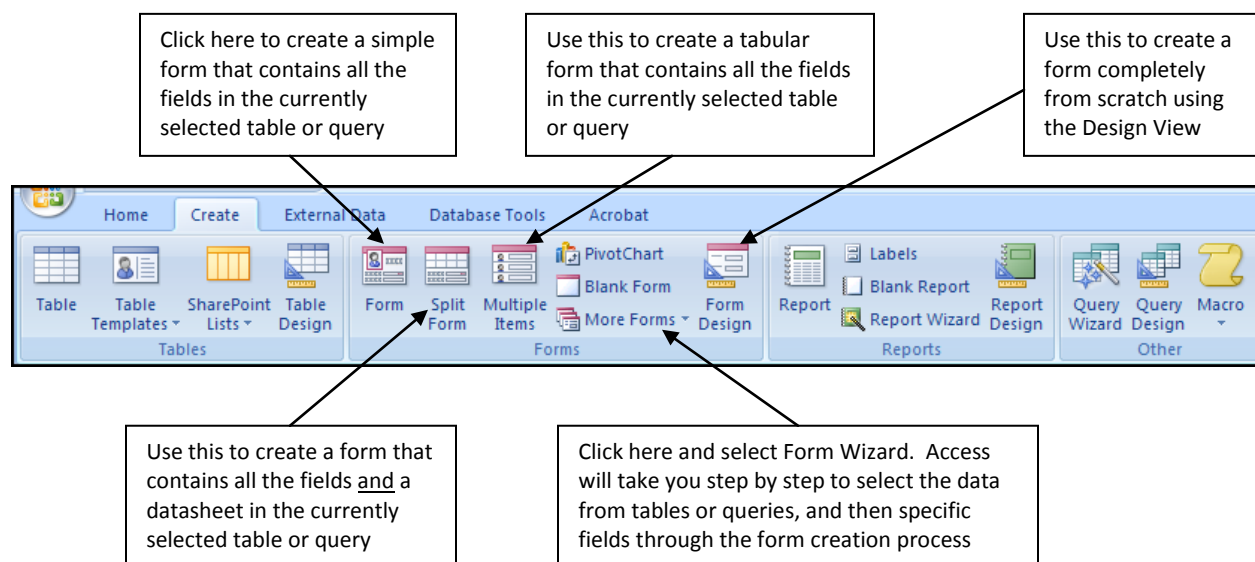 Click here to create a simple
form that contains all the
fields in the currently
selected table or query
Use this to create a tabular
form that contains all the fields
in the currently selected table
or query
Use this to create a
form completely
from scratch using
the Design View
Home Create External Data Database Tools Acrobat
Table
Table
Templates
SharePoint
Lists
Table
Design
Tables
Form
Split
Form
Multiple
Items
PivotChart
Blank Form
More Forms
Form
Design
Forms
Report
Labels
Blank Report
Report Wizard
Report
Design
Reports
Query
Wizard
Query
Design
Macro
Other
Use this to create a form that
contains all the fields and a
datasheet in the currently
selected table or query
Click here and select Form Wizard.  Access
will take you step by step to select the data
from tables or queries, and then specific
fields through the form creation process